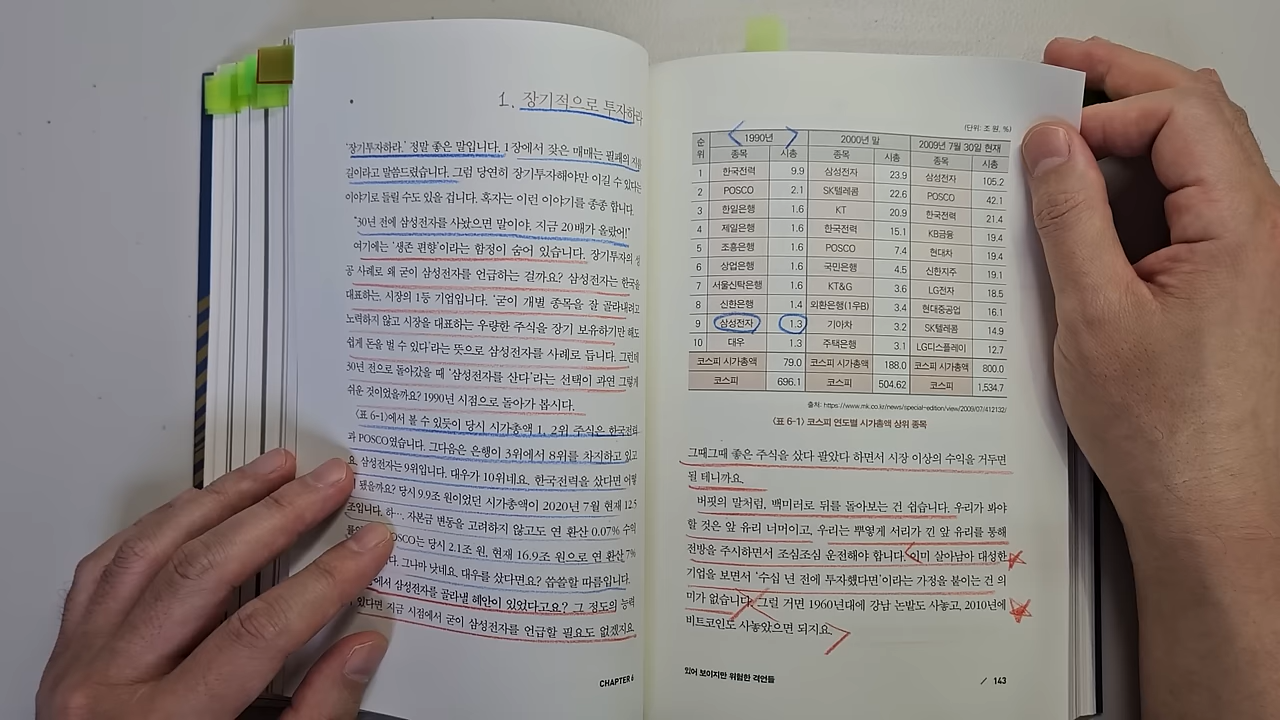 1. 장기적으로 투자하라
'장기투자하라.' 정말 좋은 말입니다. 1장에서 잦은 매매는 필패의 지름
길이라고 말씀드렸습니다. 그럼 당연히 장기투자해야만 이길 수 있다는
이야기로 들릴 수도 있을 겁니다. 혹자는 이런 이야기를 종종 합니다.
"30년 전에 삼성전자를 사놨으면 말이야. 지금 20배가 올랐어!"
여기에는 '생존 편향'이라는 함정이 숨어 있습니다. 장기투자의 성
공 사례로 왜 굳이 삼성전자를 언급하는 걸까요? 삼성전자는 한국을
대표하는, 시장의 1등 기업입니다. '굳이 개별 종목을 잘 골라내려고
노력하지 않고 시장을 대표하는 우량한 주식을 장기 보유하기만 해도
쉽게 돈을 벌 수 있다'라는 뜻으로 삼성전자를 사례로 듭니다. 그런데
30년 전으로 돌아갔을 때 '삼성전자를 산다'라는 선택이 과연 그렇게
쉬운 것이었을까요? 1990년 시점으로 돌아가 봅시다.
〈표 6-1〉에서 볼 수 있듯이 당시 시가총액 1, 2위 주식은 한국전력
과 POSCO였습니다. 그다음은 은행이 3위에서 8위를 차지하고 있고
요. 삼성전자는 9위입니다. 대우가 10위네요. 한국전력을 샀다면 어떻
됐을까요? 당시 9.9조 원이었던 시가총액이 2020년 7월 현재 12.5
조입니다. 하…. 자본금 변동을 고려하지 않고도 연 환산 0.07% 수익
POSCO는 당시 2.1조 원, 현재 16.9조 원으로 연 환산 7%
그나마 낫네요. 대우를 샀다면요? 씁쓸할 따름입니다.
에서 삼성전자를 골라낼 혜안이 있었다고요? 그 정도의 능력
있다면 지금 시점에서 굳이 삼성전자를 언급할 필요도 없겠지요.
CHAPTER 6
(단위: 조 원, %)
순위 1990년 2000년 말 2009년 7월 30일 현재
종목 시총 종목 시총 종목 시총
1 한국전력 9.9 삼성전자 23.9 삼성전자 105.2
2 POSCO 2.1 SK텔레콤 22.6 POSCO 42.1
3 한일은행 1.6 KT 20.9 한국전력 21.4
4 제일은행 1.6 한국전력 15.1 KB금융 19.4
5 조흥은행 1.6 POSCO 7.4 현대차 19.4
6 상업은행 1.6 국민은행 4.5 신한지주 19.1
7 서울신탁은행 1.6 KT&G 3.6 LG전자 18.5
8 신한은행 1.4 외환은행(1우B) 3.4 현대중공업 16.1
9 삼성전자 1.3 기아차 3.2 SK텔레콤 14.9
10 대우 1.3 주택은행 3.1 LG디스플레이 12.7
코스피 시가총액 79.0 코스피 시가총액 188.0 코스피 시가총액 800.0
코스피 696.1 코스피 504.62 코스피 1,534.7
출처: https://www.mk.co.kr/news/special-edition/view/2009/07/412132/
〈표 6-1〉 코스피 연도별 시가총액 상위 종목
그때그때 좋은 주식을 샀다 팔았다 하면서 시장 이상의 수익을 거두면
될 테니까요.
버핏의 말처럼, 백미러로 뒤를 돌아보는 건 쉽습니다. 우리가 봐야
할 것은 앞 유리 너머이고, 우리는 뿌옇게 서리가 긴 앞 유리를 통해
전방을 주시하면서 조심조심 운전해야 합니다. 이미 살아남아 대성한
기업을 보면서 '수십 년 전에 투자했다면'이라는 가정을 붙이는 건 의
미가 없습니다. 그럴 거면 1960년대에 강남 논밭도 사놓고, 2010년에
비트코인도 사놓았으면 되지요.
있어 보이지만 위험한 격언들
/ 143